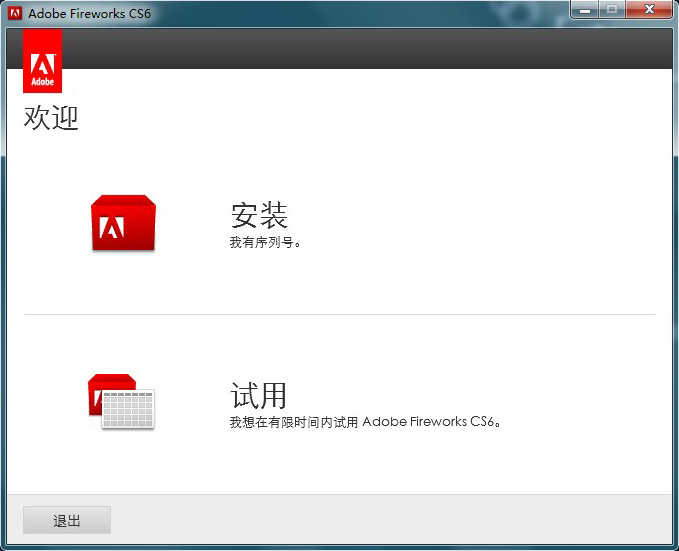 Adobe Fireworks CS6
Adobe
欢迎
安装
我有序列号。
试用
我想在有限时间内试用 Adobe Fireworks CS6。
退出